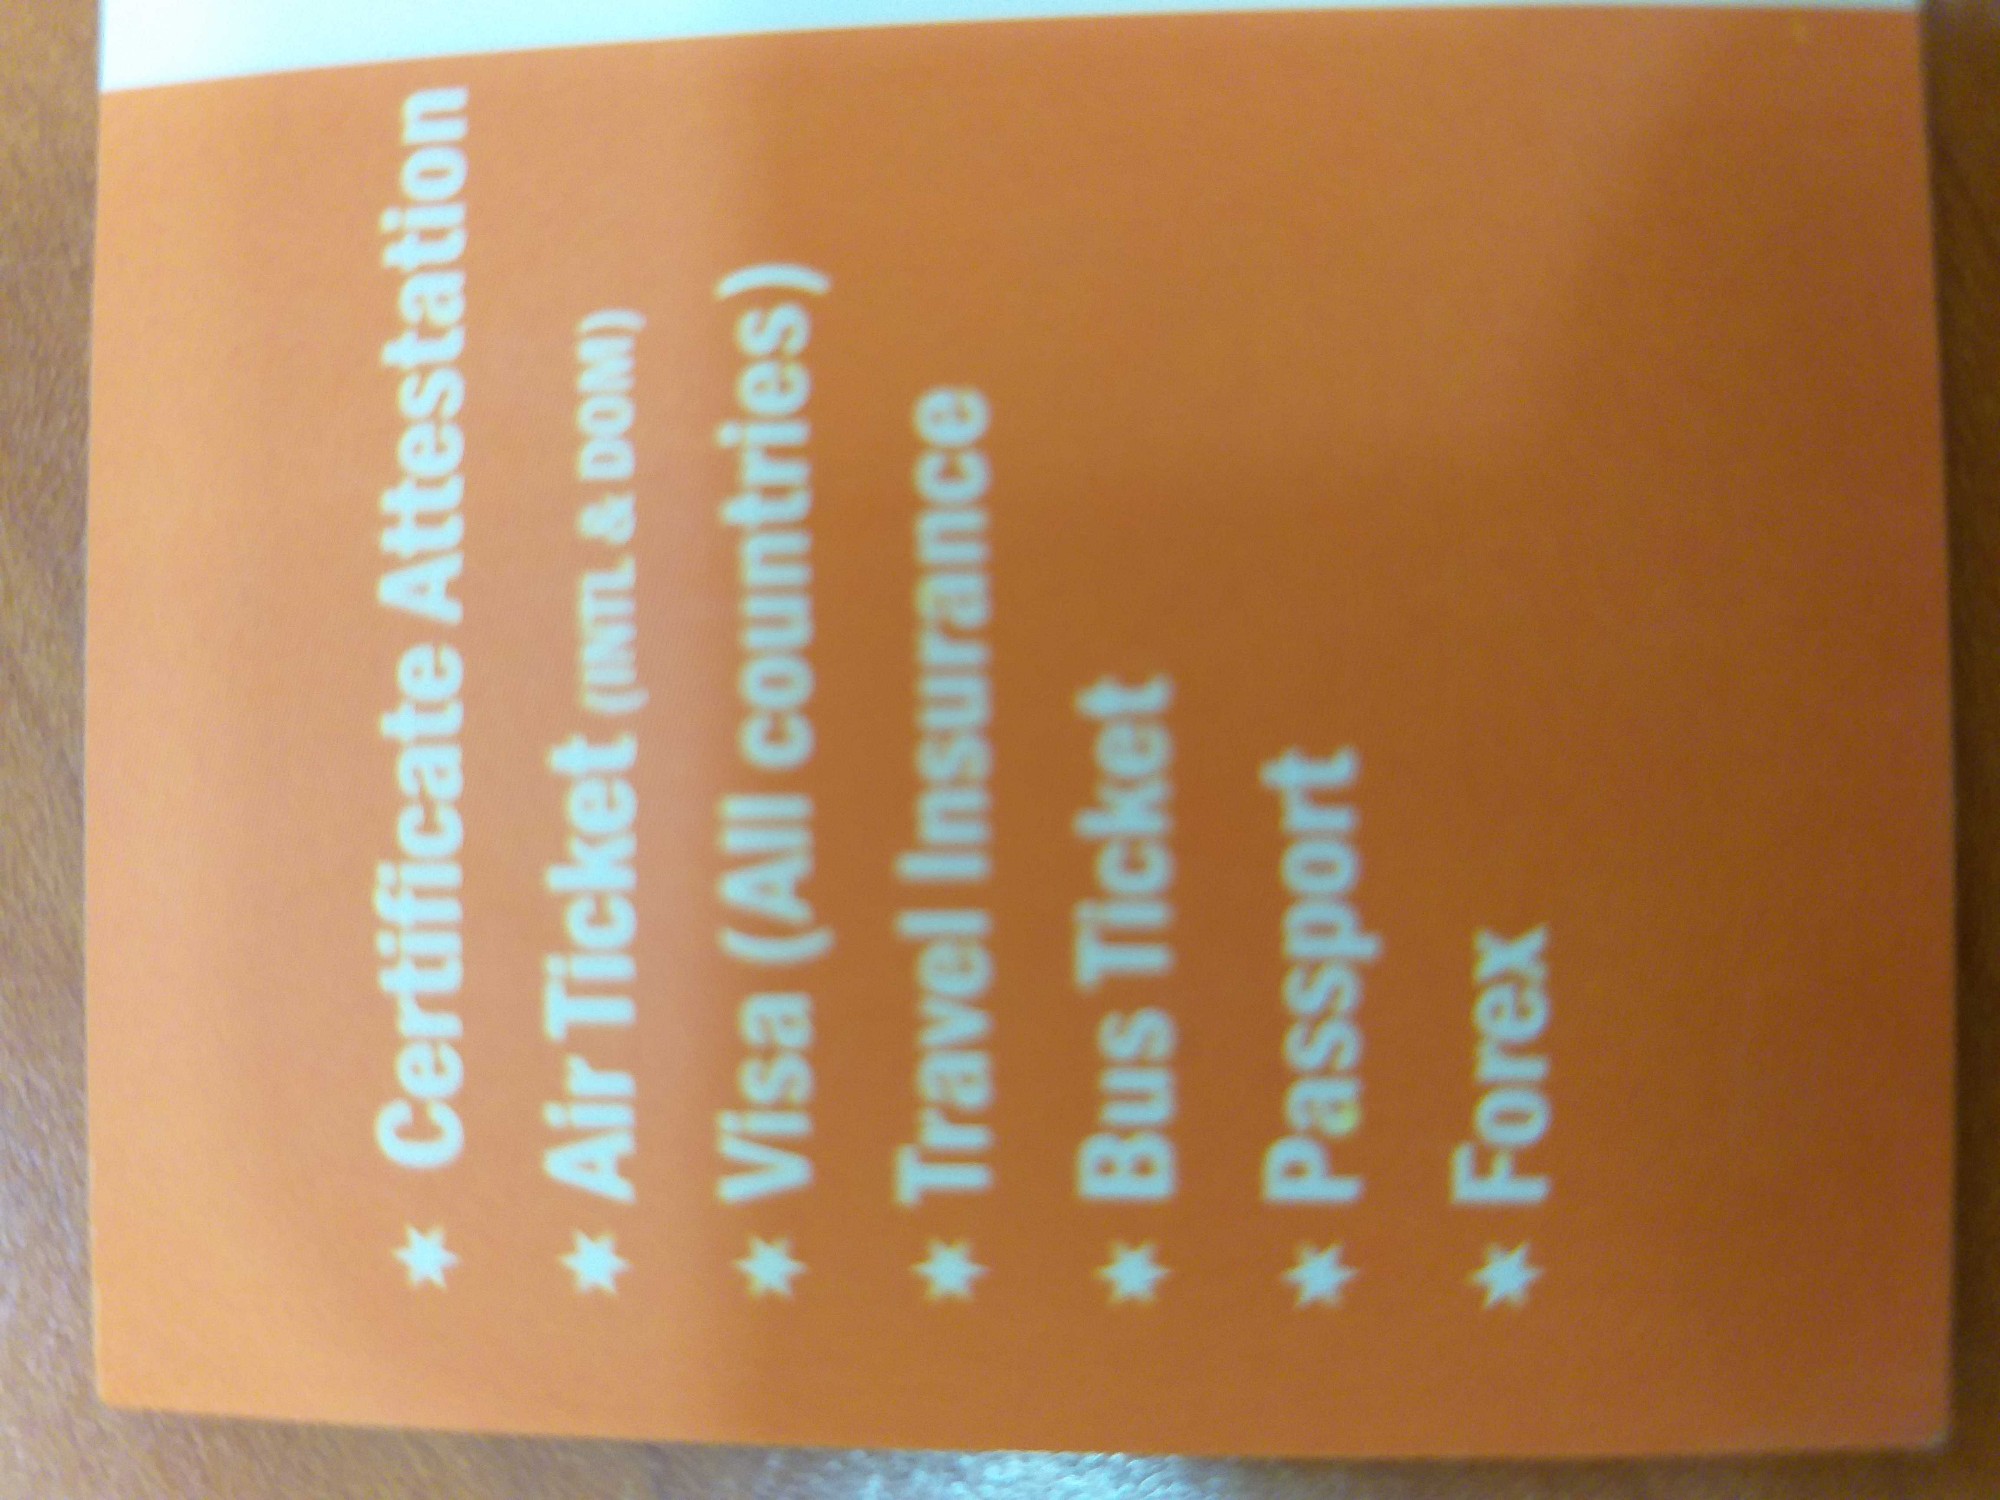 Certificate Attestation
Air Ticket (INTL & DOM)
Visa (All countries)
Travel Insurance
Bus Ticket
Passport
Forex